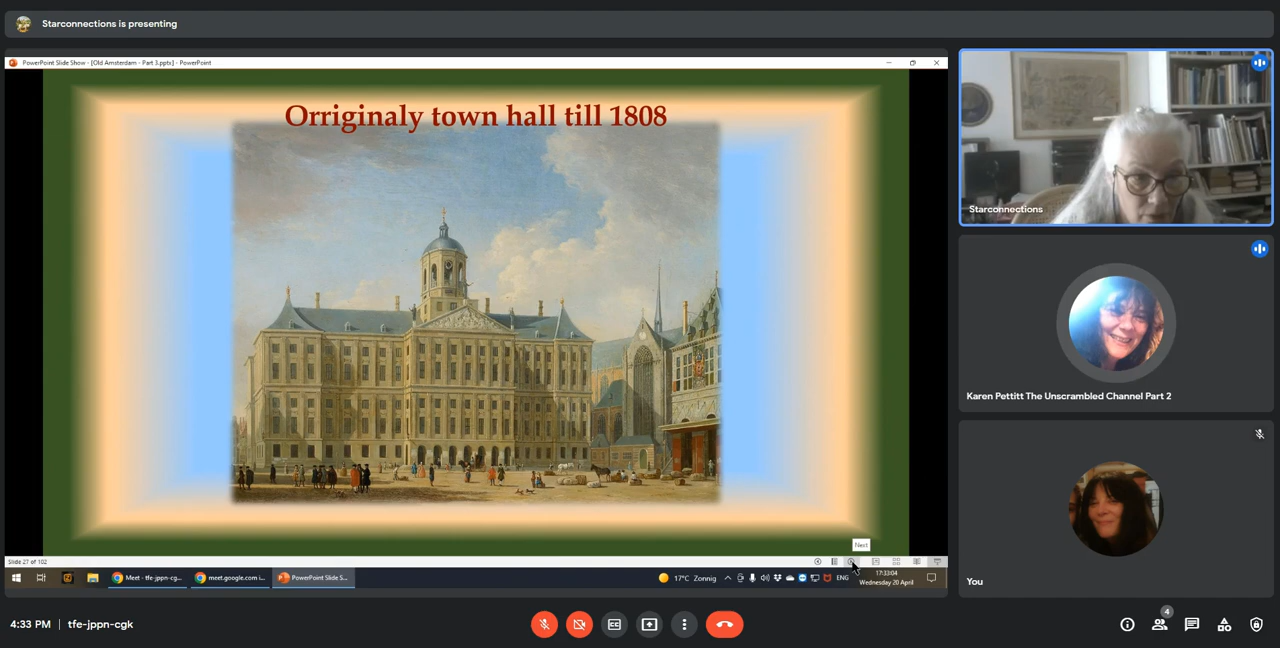 Starconnections is presenting
PowerPoint Slide Show - [Old Amsterdam - Part 3.ppts] - PowerPoint
Orriginaly town hall till 1808
Next
Slide 27 of 102
Meet - tfe-jppn-cg...
meet.google.com i...
PowerPoint Slide S...
17°C Zonnig
ENG
17:33:04
Wednesday 20 April
Starconnections
Karen Pettitt The Unscrambled Channel Part 2
You
4:33 PM | tfe-jppn-cgk
4